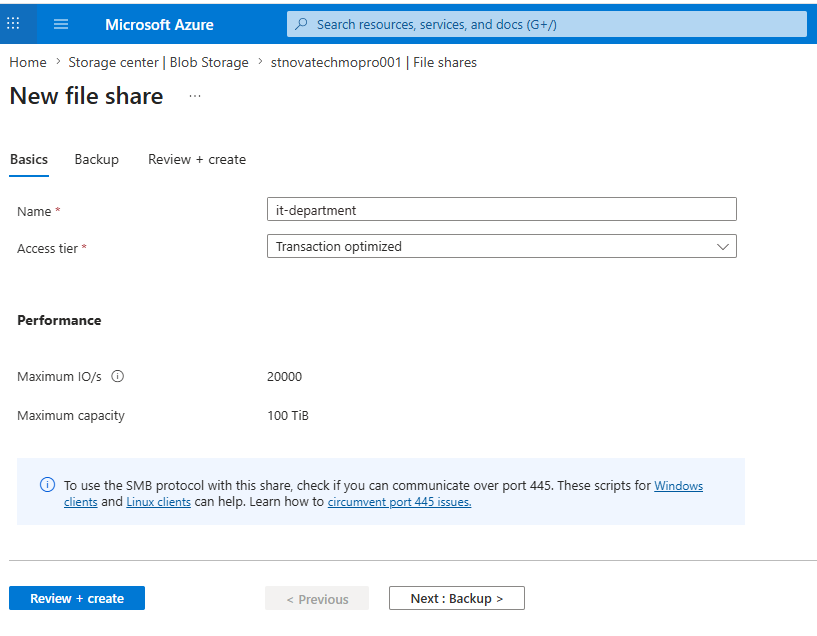 Microsoft Azure
Search resources, services, and docs (G+/)
Home > Storage center | Blob Storage > stnovatechmopro001 | File shares
New file share ...
Basics Backup Review + create
Name * it-department
Access tier * Transaction optimized
Performance
Maximum IO/s 20000
Maximum capacity 100 TiB
To use the SMB protocol with this share, check if you can communicate over port 445. These scripts for Windows
clients and Linux clients can help. Learn how to circumvent port 445 issues.
Review + create < Previous Next : Backup >